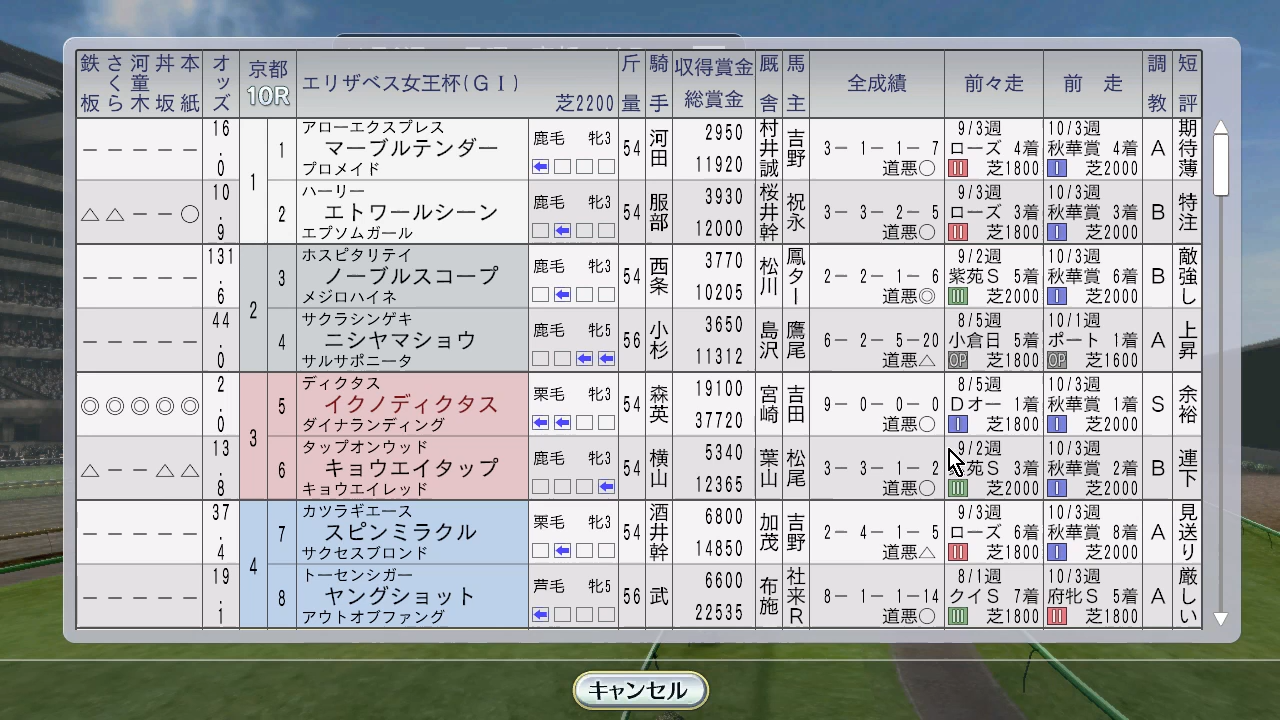 鉄板 さくら 河童木 井坂 本紙 オッズ 京都 10R エリザベス女王杯(GⅠ) 芝2200 斤量 騎手 収得賞金 総賞金 厩舎 馬主 全成績 前々走 前 走 調教 短評
－ － － － － 16.0 1 1 アローエクスプレス 鹿毛 牝3 54 河田 2950 村井誠 吉野 3－ 1－ 1－ 7 9/3週 10/3週 A 期待薄
マーブルテンダー ローズ 4着 秋華賞 4着
プロメイド 11920 道悪○ Ⅱ 芝1800 Ⅰ 芝2000
△ △ － － ○ 10.9 2 ハーリー 鹿毛 牝3 54 服部 3930 桜井幹 祝永 3－ 3－ 2－ 5 9/3週 10/3週 B 特注
エトワールシーン ローズ 3着 秋華賞 3着
エプソムガール 12000 道悪○ Ⅱ 芝1800 Ⅰ 芝2000
－ － － － － 131.6 2 3 ホスピタリテイ 鹿毛 牝3 54 西条 3770 松川 鳳ター 2－ 2－ 1－ 6 9/2週 10/3週 B 敵強し
ノーブルスコープ 紫苑S 5着 秋華賞 6着
メジロハイネ 10205 道悪◎ Ⅲ 芝2000 Ⅰ 芝2000
－ － － － － 44.0 4 サクラシンゲキ 鹿毛 牝5 56 小杉 3650 島沢 鷹尾 6－ 2－ 5－20 8/5週 10/1週 A 上昇
ニシヤマショウ 小倉日 5着 ポート 1着
サルサポニータ 11312 道悪△ OP 芝1800 OP 芝1600
◎ ◎ ◎ ◎ ◎ 2.0 3 5 ディクタス 栗毛 牝3 54 森英 19100 宮崎 吉田 9－ 0－ 0－ 0 8/5週 10/3週 S 余裕
イクノディクタス Dオー 1着 秋華賞 1着
ダイナランディング 37720 道悪○ Ⅰ 芝1800 Ⅰ 芝2000
△ － － △ △ 13.8 6 タップオンウッド 鹿毛 牝3 54 横山 5340 葉山 松尾 3－ 3－ 1－ 2 9/2週 10/3週 B 連下
キョウエイタップ 苑S 3着 秋華賞 2着
キョウエイレッド 12365 道悪○ Ⅲ 芝2000 Ⅰ 芝2000
－ － － － － 37.4 4 7 カツラギエース 栗毛 牝3 54 酒井幹 6800 加茂 吉野 2－ 4－ 1－ 5 9/3週 10/3週 A 見送り
スピンミラクル ローズ 6着 秋華賞 8着
サクセスブロンド 14850 道悪△ Ⅱ 芝1800 Ⅰ 芝2000
－ － － － － 19.1 8 トーセンシガー 芦毛 牝5 56 武 6600 布施 社来R 8－ 1－ 1－14 8/1週 10/3週 A 厳しい
ヤングショット クイS 7着 府牝S 5着
アウトオブファング 22535 道悪○ Ⅲ 芝1800 Ⅱ 芝1800
キャンセル